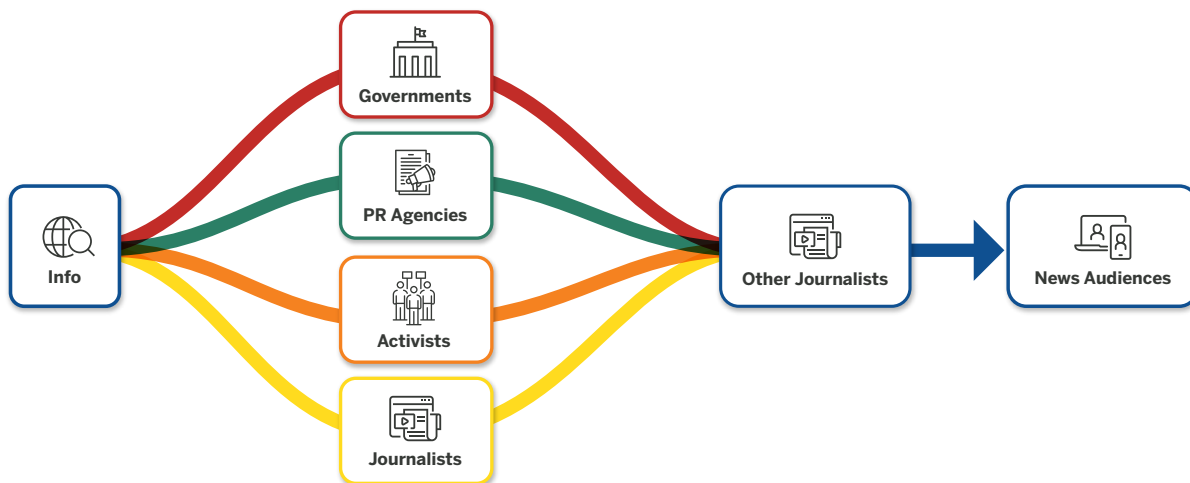 Info
Governments
PR Agencies
Activists
Journalists
Other Journalists
News Audiences